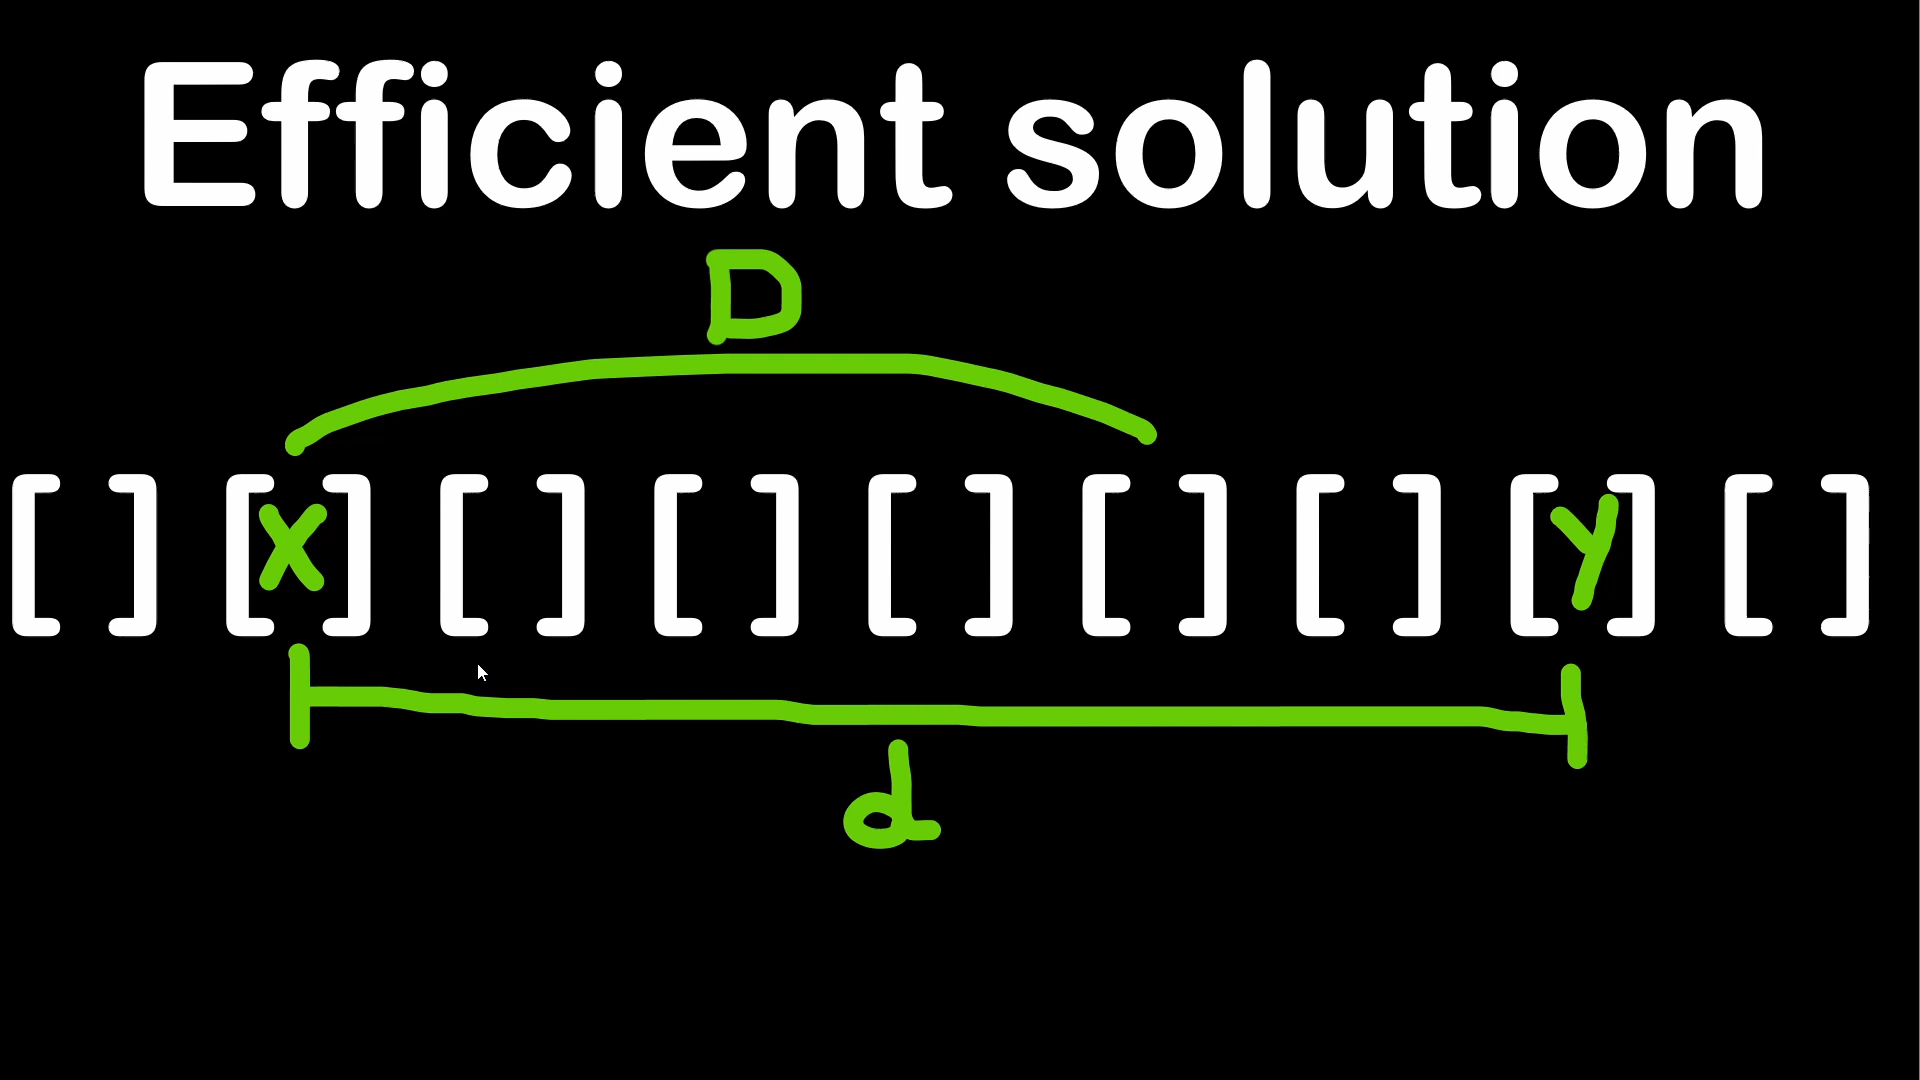 Efficient solution
D
[ ] [x] [ ] [ ] [ ] [ ] [ ] [y] [ ]
d